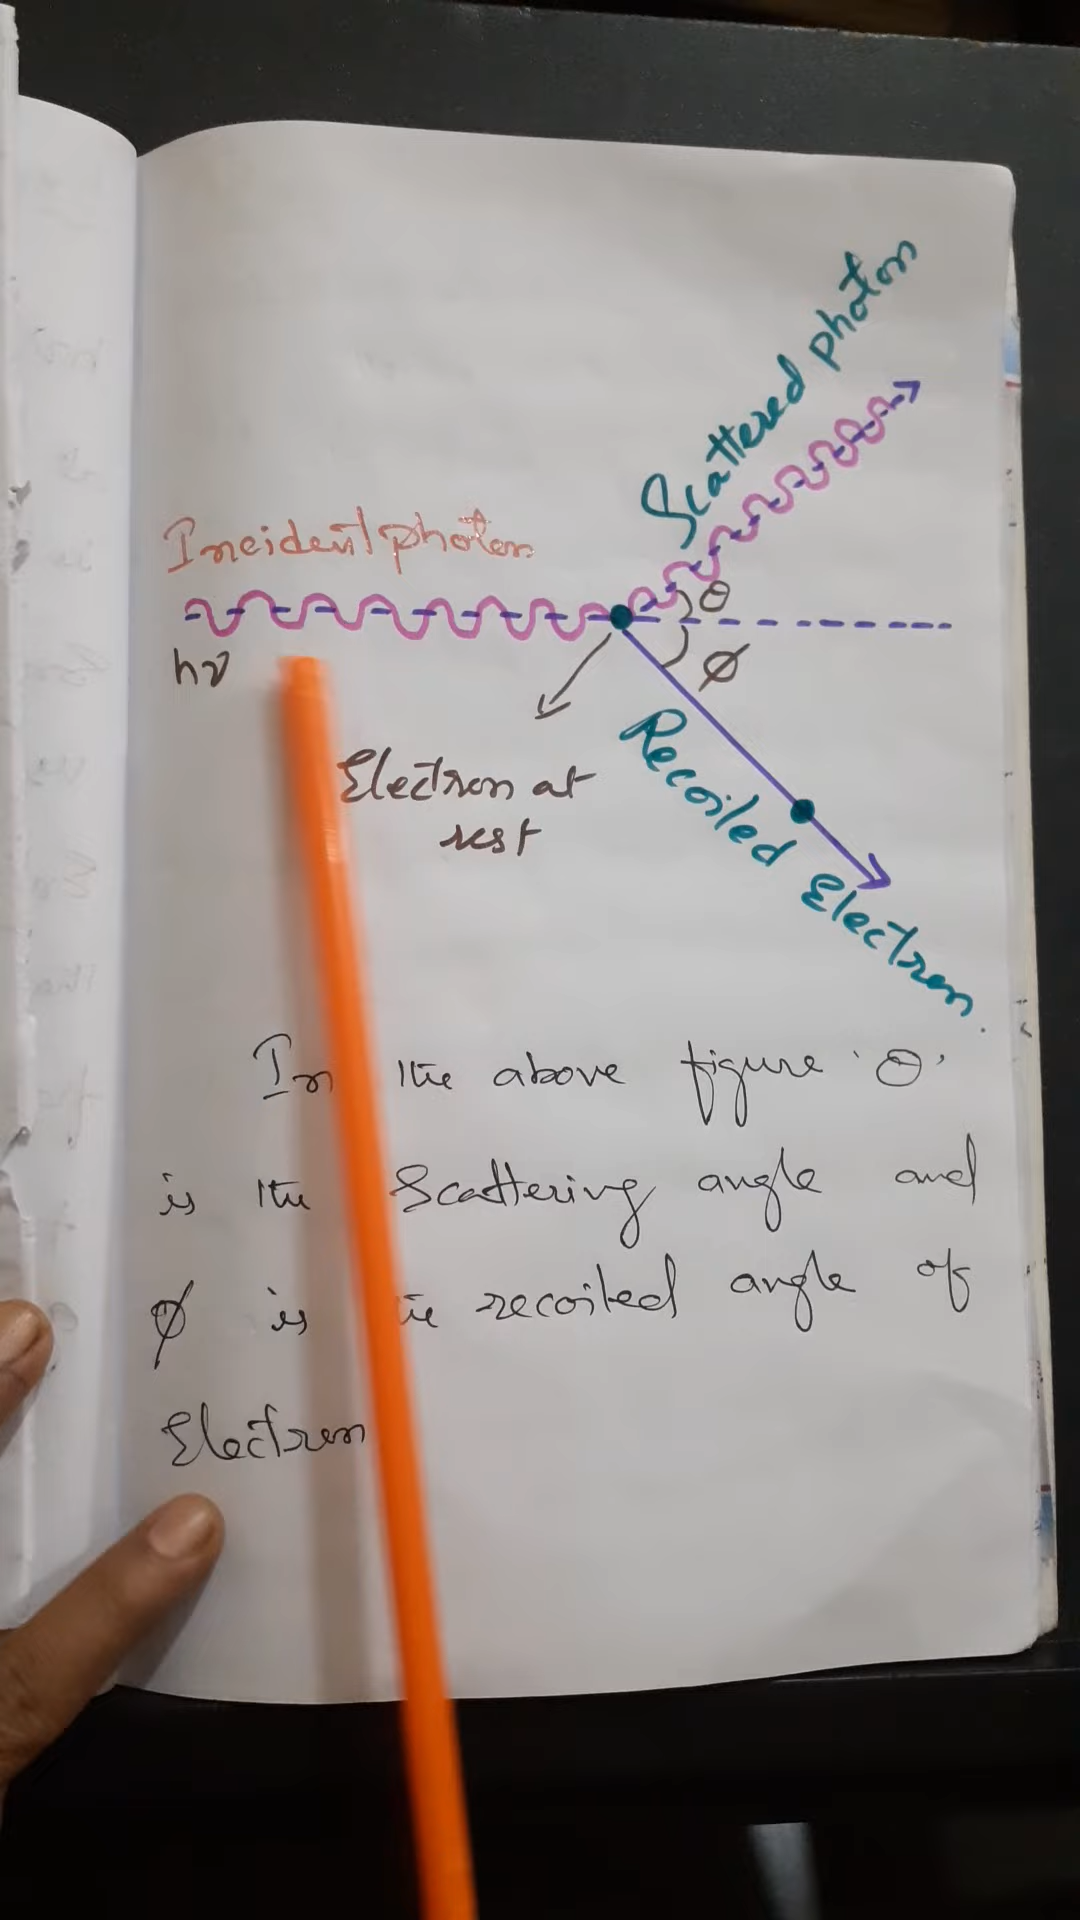 Scattered photon
Incident photon
θ
hν
ϕ
Electron at
rest
Recoiled Electron.
In the above figure 'θ'
is the Scattering angle and
ϕ is recoiled angle of
Electron